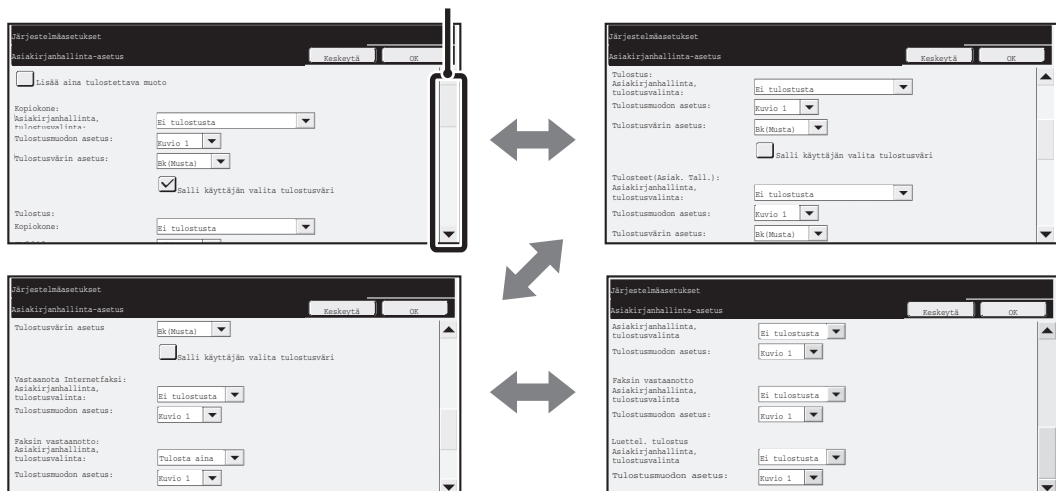 Järjestelmäasetukset
Asiakirjanhallinta-asetus
Keskeytä
OK
Lisää aina tulostettava muoto
Kopiokone:
Asiakirjanhallinta,
tulostusvalinta:
Ei tulostusta
Tulostusmuodon asetus:
Kuvio 1
Tulostusvärin asetus:
Bk(Musta)
Salli käyttäjän valita tulostusväri
Tulostus:
Kopiokone:
Ei tulostusta
Järjestelmäasetukset
Asiakirjanhallinta-asetus
Keskeytä
OK
Tulostus:
Asiakirjanhallinta,
tulostusvalinta:
Ei tulostusta
Tulostusmuodon asetus:
Kuvio 1
Tulostusvärin asetus:
Bk(Musta)
Salli käyttäjän valita tulostusväri
Tulosteet(Asiak. Tall.):
Asiakirjanhallinta,
tulostusvalinta:
Ei tulostusta
Tulostusmuodon asetus:
Kuvio 1
Tulostusvärin asetus:
Bk(Musta)
Järjestelmäasetukset
Asiakirjanhallinta-asetus
Keskeytä
OK
Tulostusvärin asetus
Bk(Musta)
Salli käyttäjän valita tulostusväri
Vastaanota Internetfaksi:
Asiakirjanhallinta,
tulostusvalinta:
Ei tulostusta
Tulostusmuodon asetus:
Kuvio 1
Faksin vastaanotto:
Asiakirjanhallinta,
tulostusvalinta:
Tulosta aina
Tulostusmuodon asetus:
Kuvio 1
Järjestelmäasetukset
Asiakirjanhallinta-asetus
Keskeytä
OK
Asiakirjanhallinta,
tulostusvalinta
Ei tulostusta
Tulostusmuodon asetus:
Kuvio 1
Faksin vastaanotto
Asiakirjanhallinta,
tulostusvalinta
Ei tulostusta
Tulostusmuodon asetus:
Kuvio 1
Luettel. tulostus
Asiakirjanhallinta,
tulostusvalinta
Ei tulostusta
Tulostusmuodon asetus:
Kuvio 1